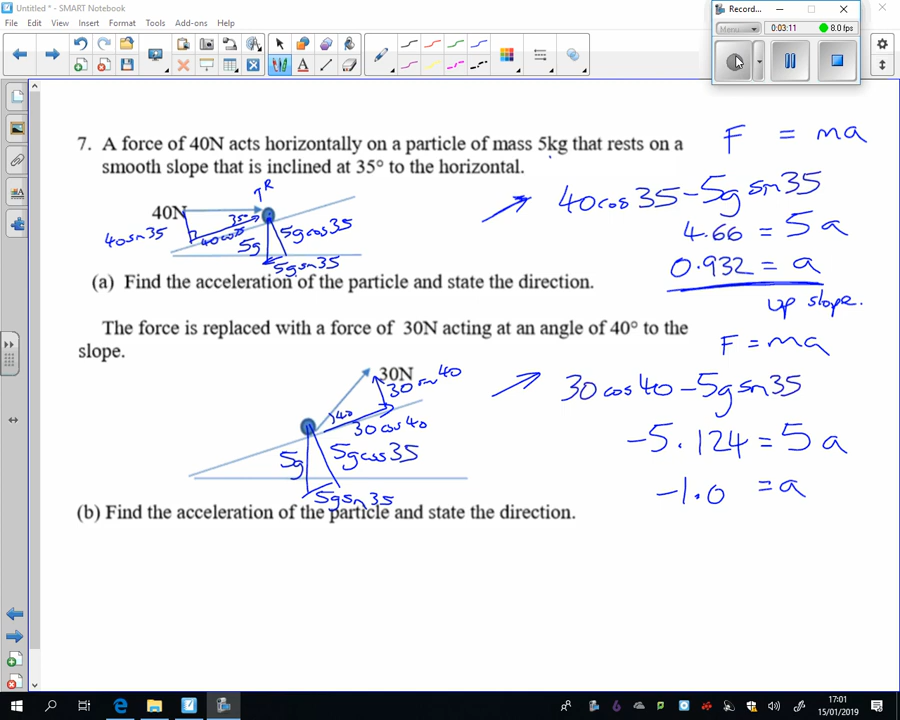 Untitled * - SMART Notebook
Record...
File Edit View Insert Format Tools Add-ons Help
Menu
0:03:11
8.0 fps
7. A force of 40N acts horizontally on a particle of mass 5kg that rests on a
smooth slope that is inclined at 35° to the horizontal.
F = ma
R
40N
35°
40sin35
40cos35
5g
5gcos35
5gsin35
40cos35-5gsin35
4.66 = 5a
0.932 = a
up slope.
(a) Find the acceleration of the particle and state the direction.
The force is replaced with a force of 30N acting at an angle of 40° to the
slope.
F = ma
30N
30sin40
40
30cos40
5g
5gcos35
5gsin35
30cos40-5gsin35
-5.124=5a
-1.0 =a
(b) Find the acceleration of the particle and state the direction.
17:01
15/01/2019